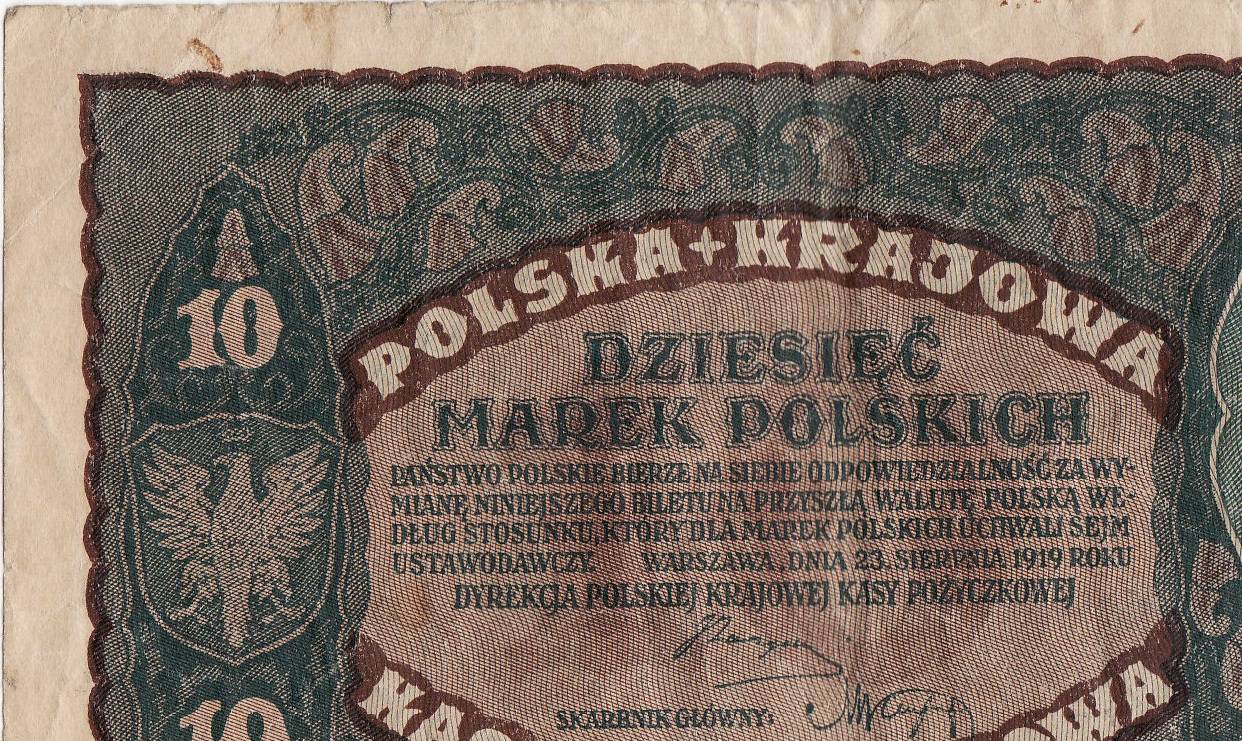 POLSKA + KRAJOWA
10
DZIESIĘĆ
MAREK POLSKICH
PAŃSTWO POLSKIE BIERZE NA SIEBIE ODPOWIEDZIALNOŚĆ ZA WY-
MIANĘ NINIEJSZEGO BILETU NA PRZYSZŁĄ WALUTĘ POLSKĄ WE-
DŁUG STOSUNKU, KTÓRY DLA MAREK POLSKICH UCHWALI SEJM
USTAWODAWCZY. WARSZAWA, DNIA 23. SIERPNIA 1919 ROKU
DYREKCJA POLSKIEJ KRAJOWEJ KASY POŻYCZKOWEJ
SKARBNIK GŁÓWNY:
10